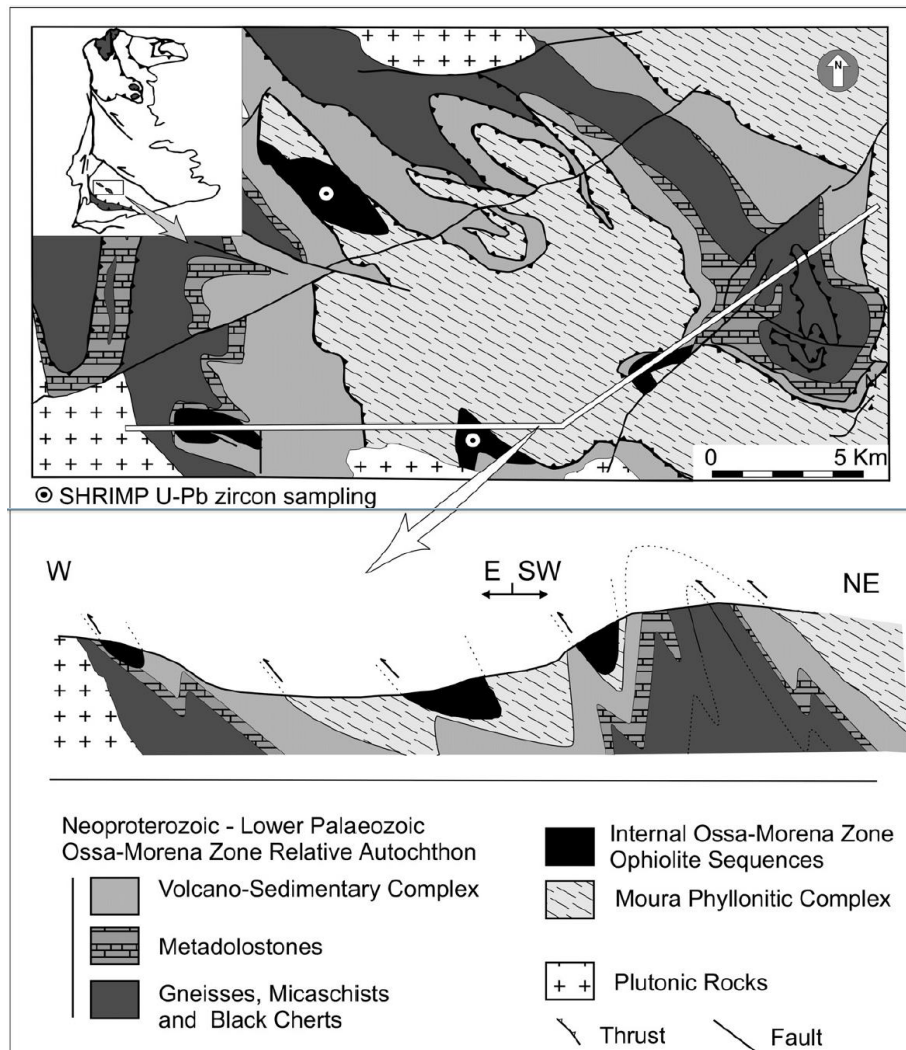 N
0 5 Km
SHRIMP U-Pb zircon sampling
W
E SW
NE
Neoproterozoic - Lower Palaeozoic
Ossa-Morena Zone Relative Autochthon
Volcano-Sedimentary Complex
Metadolostones
Gneisses, Micaschists
and Black Cherts
Internal Ossa-Morena Zone
Ophiolite Sequences
Moura Phyllonitic Complex
Plutonic Rocks
Thrust
Fault